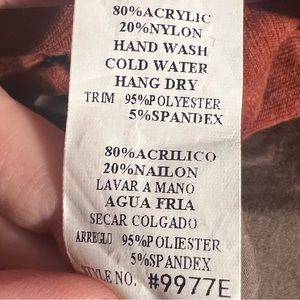 80%ACRYLIC
20%NYLON
HAND WASH
COLD WATER
HANG DRY
TRIM 95%POLYESTER
5%SPANDEX
80%ACRILICO
20%NAILON
LAVAR A MANO
AGUA FRIA
SECAR COLGADO
ARREGLO 95%POLIESTER
5%SPANDEX
STYLE NO. #9977E